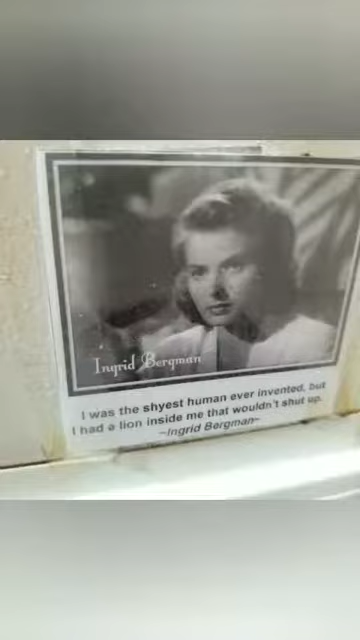 Ingrid Bergman
I was the shyest human ever invented, but
I had a lion inside me that wouldn't shut up.
~Ingrid Bergman~